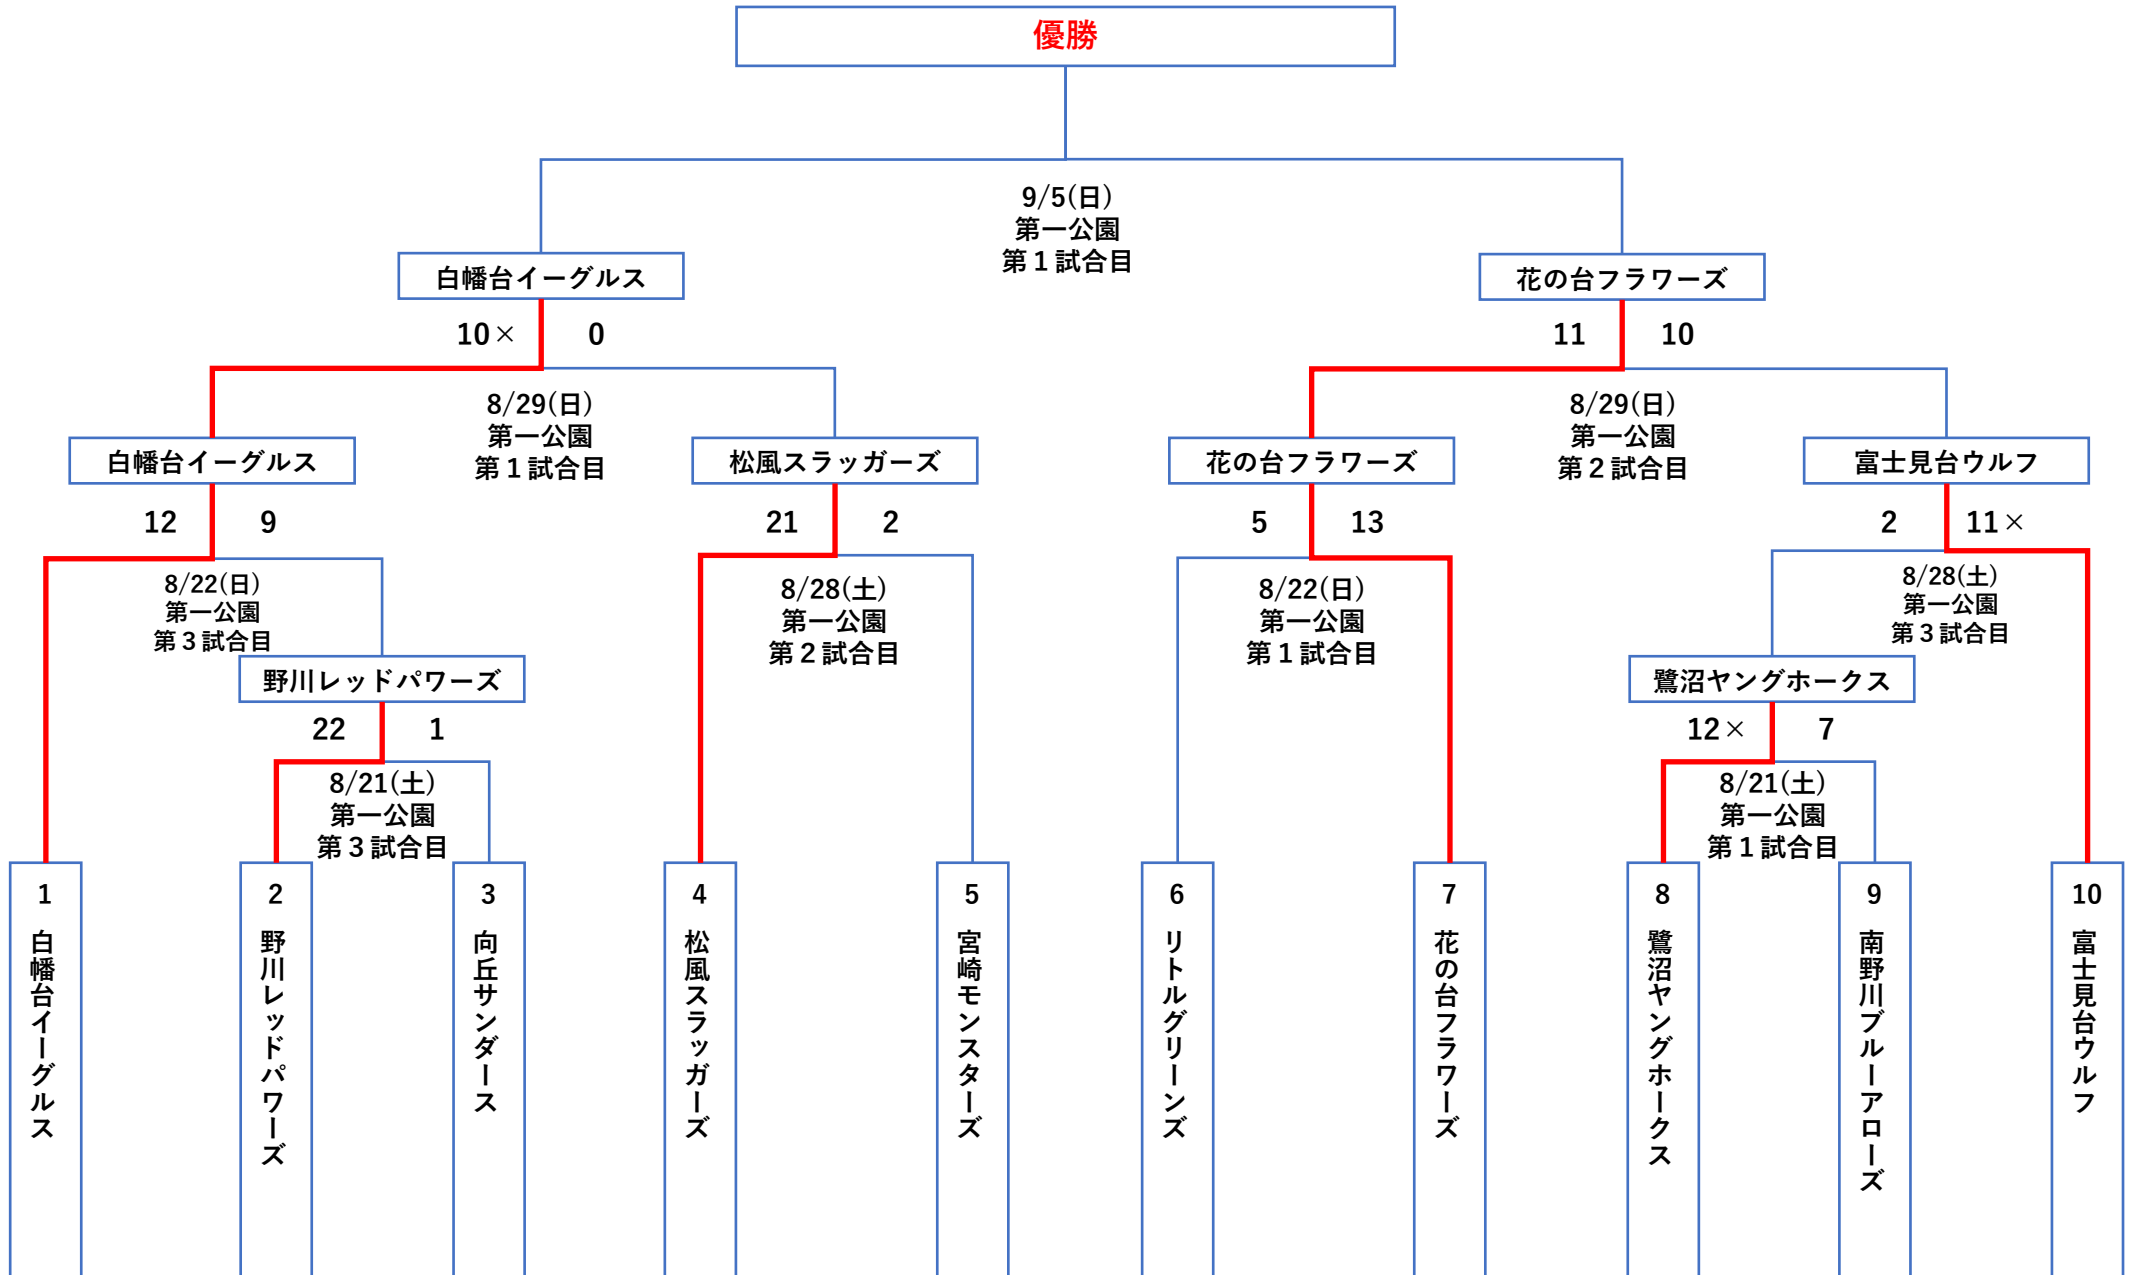 優勝
9/5(日)
第一公園
第１試合目
白幡台イーグルス
花の台フラワーズ
10× 0
11 10
8/29(日)
第一公園
第１試合目
8/29(日)
第一公園
第２試合目
白幡台イーグルス
松風スラッガーズ
花の台フラワーズ
富士見台ウルフ
12 9
21 2
5 13
2 11×
8/22(日)
第一公園
第３試合目
8/28(土)
第一公園
第２試合目
8/22(日)
第一公園
第１試合目
8/28(土)
第一公園
第３試合目
野川レッドパワーズ
鷺沼ヤングホークス
22 1
12× 7
8/21(土)
第一公園
第３試合目
8/21(土)
第一公園
第１試合目
1
白幡台イーグルス
2
野川レッドパワーズ
3
向丘サンダース
4
松風スラッガーズ
5
宮崎モンスターズ
6
リトルグリーンズ
7
花の台フラワーズ
8
鷺沼ヤングホークス
9
南野川ブルーアローズ
10
富士見台ウルフ